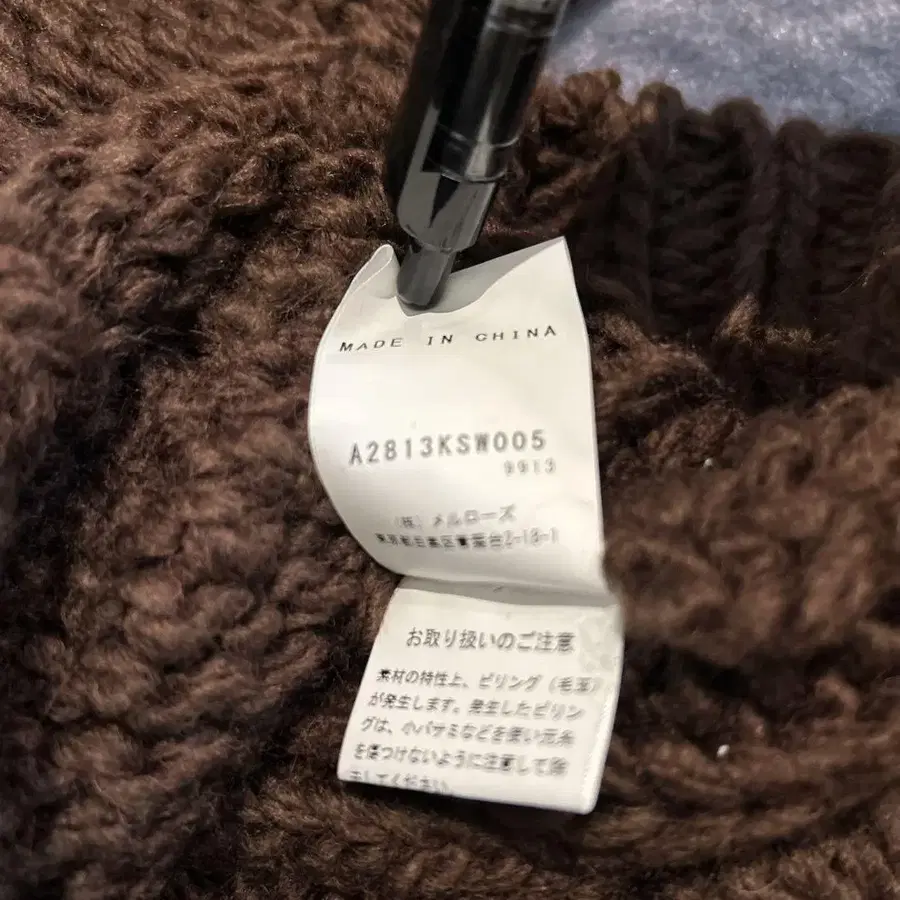 MADE IN CHINA
A2813KSW005
9913
(株) メルローズ
東京都目黒区青葉台2-13-1
お取り扱いのご注意
素材の特性上、ピリング(毛玉)
が発生します。発生したピリン
グは、小バサミなどを使い元糸
を傷つけないように注意して除
去してください。